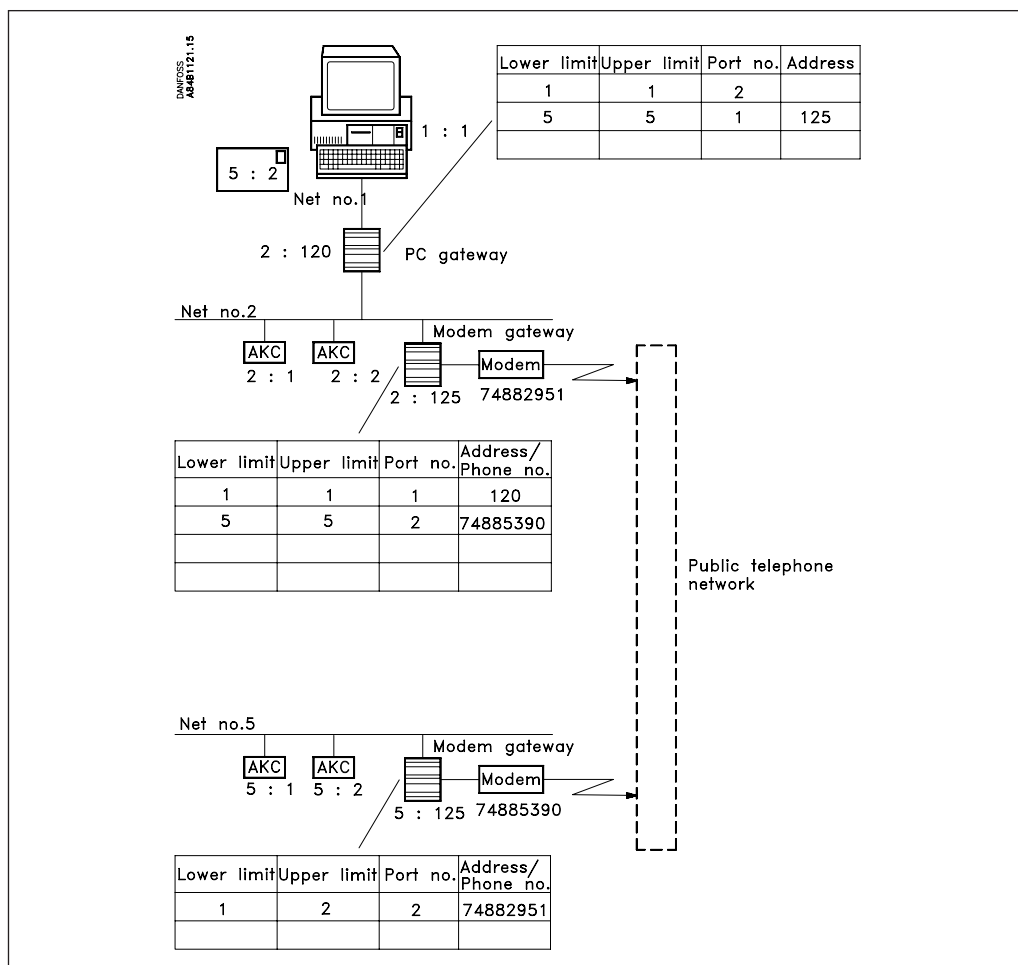 DANFOSS
A84B1121.15
Lower limit Upper limit Port no. Address
1 1 2
5 5 1 125
1 : 1
5 : 2
Net no.1
2 : 120
PC gateway
Net no.2
Modem gateway
AKC AKC Modem
2 : 1 2 : 2 2 : 125 74882951
Lower limit Upper limit Port no. Address/
Phone no.
1 1 1 120
5 5 2 74885390
Public telephone
network
Net no.5
Modem gateway
AKC AKC Modem
5 : 1 5 : 2 5 : 125 74885390
Lower limit Upper limit Port no. Address/
Phone no.
1 2 2 74882951